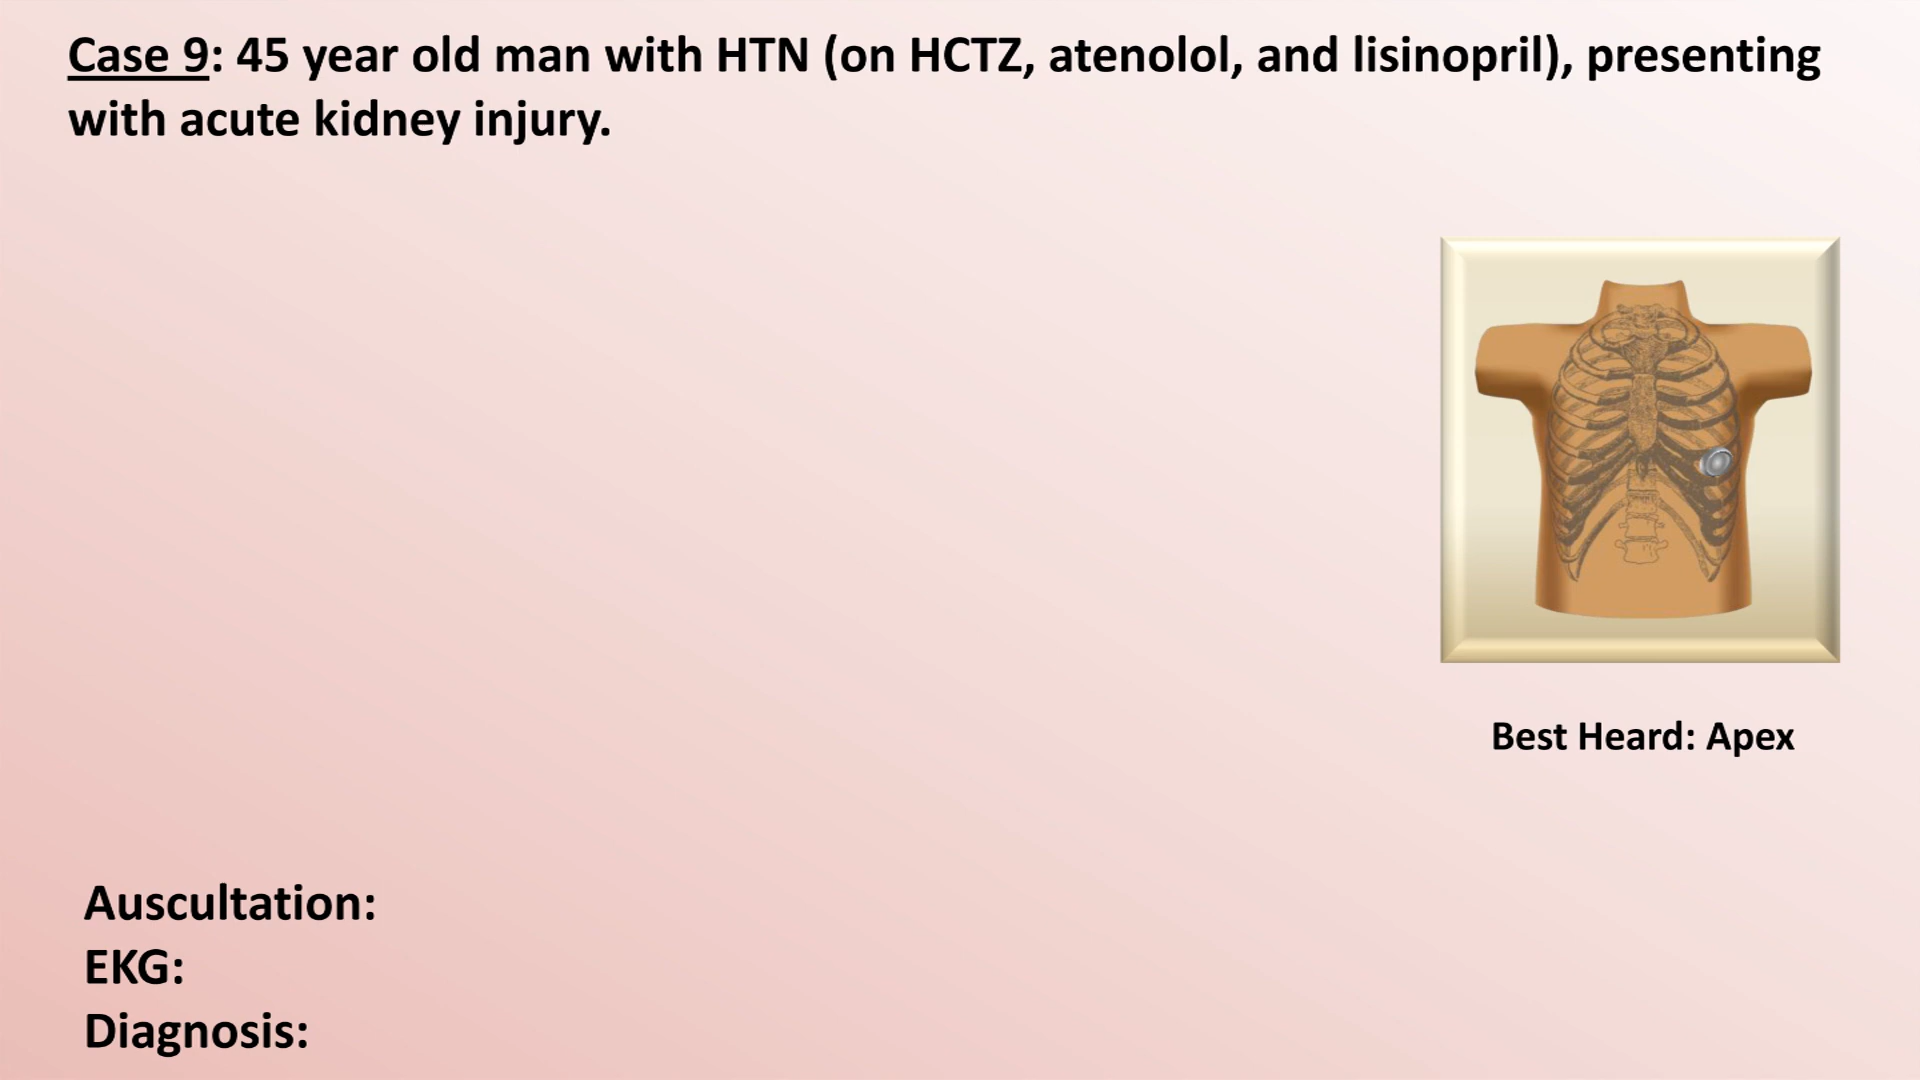 Case 9: 45 year old man with HTN (on HCTZ, atenolol, and lisinopril), presenting
with acute kidney injury.
Best Heard: Apex
Auscultation:
EKG:
Diagnosis: